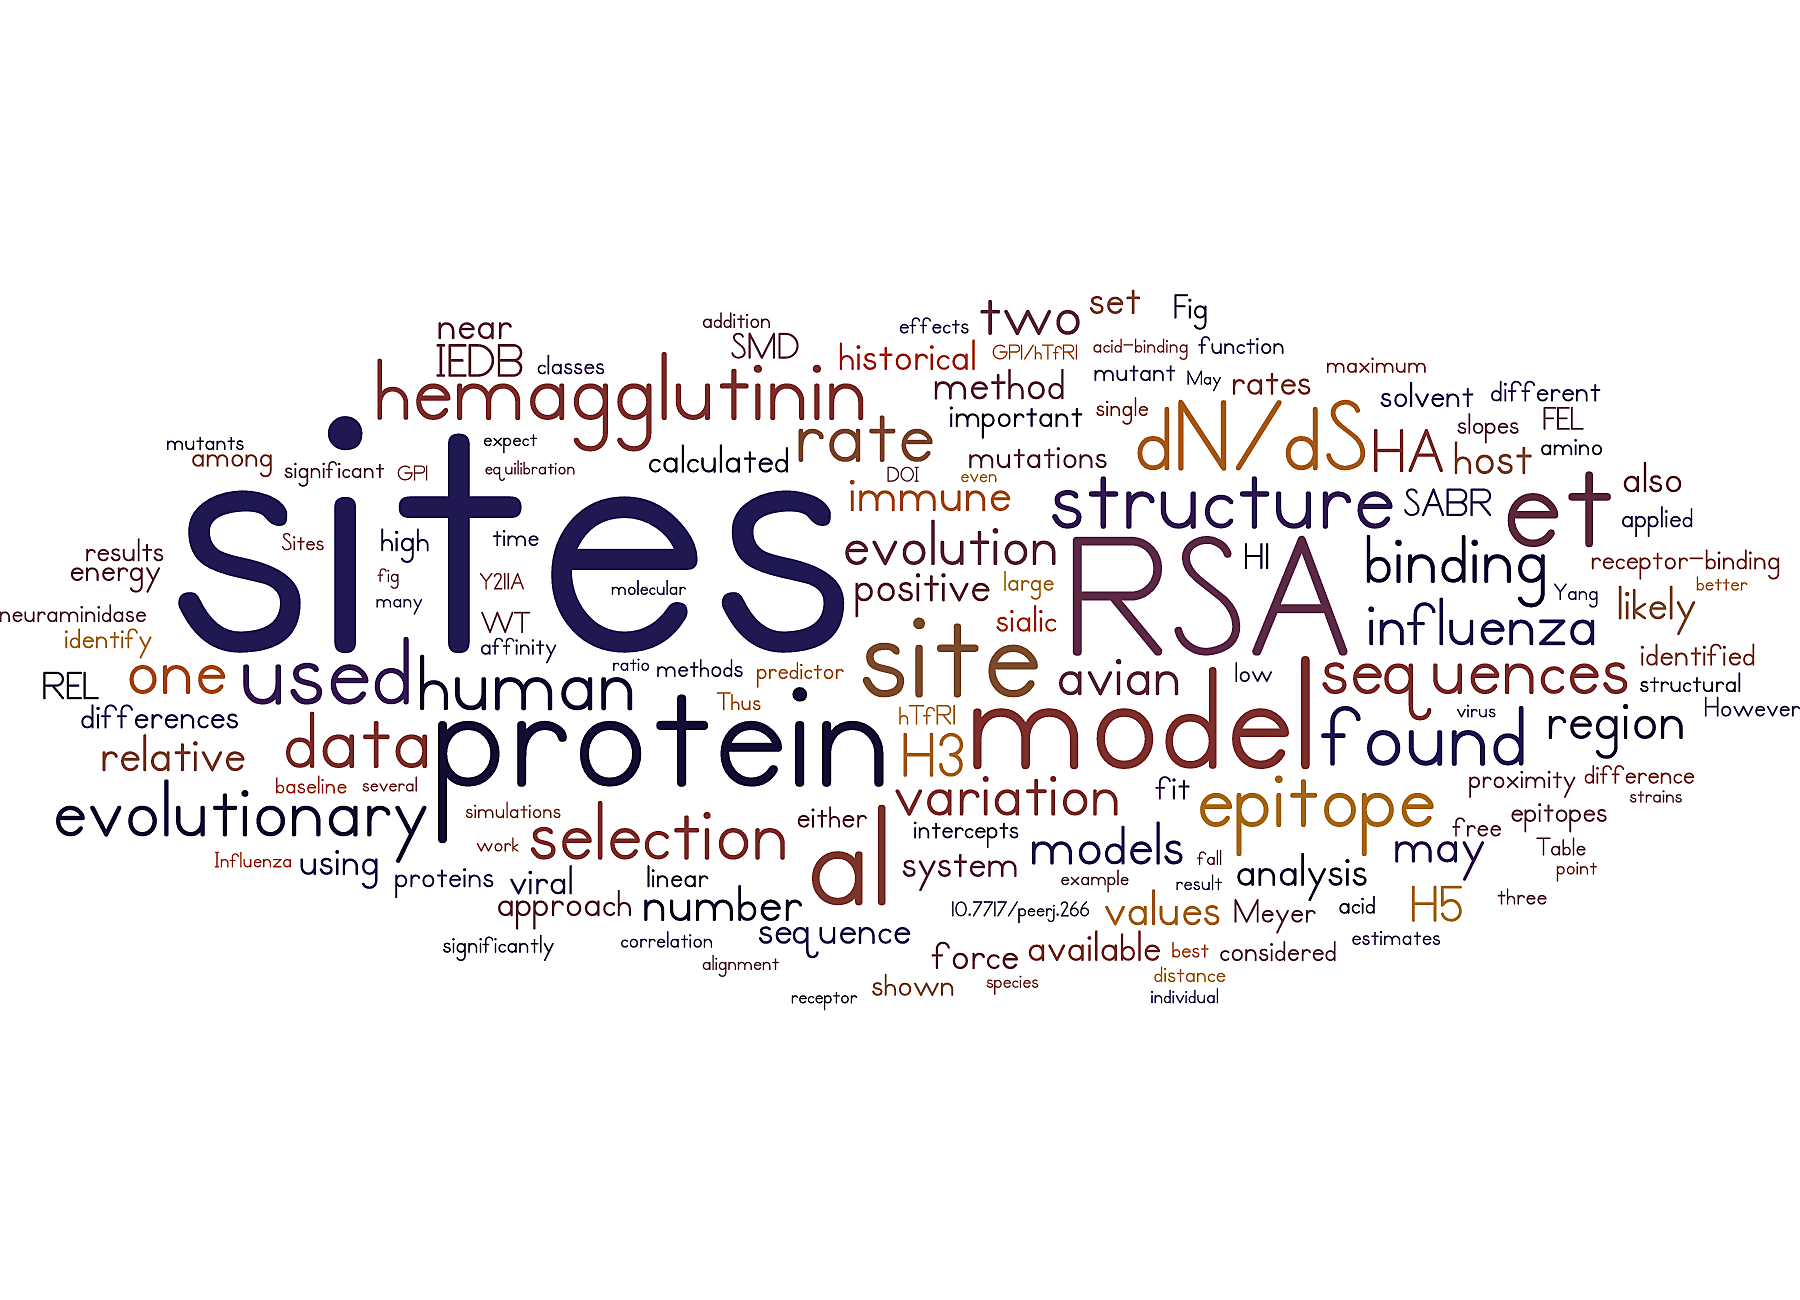 set
Fig
two
near
addition
effects
SMD
IEDB
classes
historical
GPI/hTfR1
acid-binding
function
maximum
hemagglutinin
method
mutant
May
rates
solvent
different
important
single
dN/dS
HA
slopes
FEL
mutants
among
significant
GPI
expect
equilibration
calculated
rate
DOI
even
mutations
host
amino
sites
immune
structure
SABR
et
also
applied
results
energy
Sites
high
time
evolution
RSA
HI
binding
receptor-binding
fig
many
Y211A
molecular
positive
large
Yang
likely
better
neuraminidase
identify
WT
affinity
sialic
influenza
REL
one
used
human
ratio
methods
predictor
site
avian
low
sequences
identified
structural
differences
Thus
hTfR1
virus
However
relative
data
protein
H3
model
found
region
baseline
several
variation
fit
epitope
proximity
difference
strains
evolutionary
simulations
work
selection
either
al
intercepts
models
free
epitopes
may
Table
point
Influenza
using
proteins
viral
linear
system
example
fall
result
analysis
approach
number
10.7717/peerj.266
values
Meyer
acid
H5
three
significantly
correlation
sequence
force
available
best
considered
estimates
alignment
shown
species
distance
receptor
individual